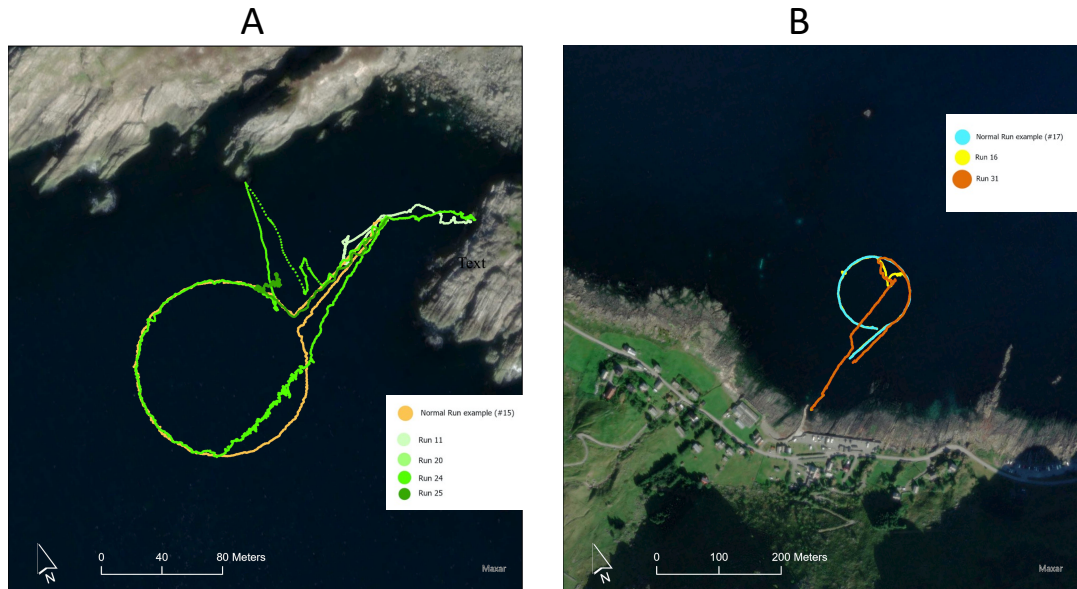 A
B
Text
Normal Run example (#15)
Run 11
Run 20
Run 24
Run 25
0 40 80 Meters
N
Maxar
Normal Run example (#17)
Run 16
Run 31
0 100 200 Meters
N
Maxar